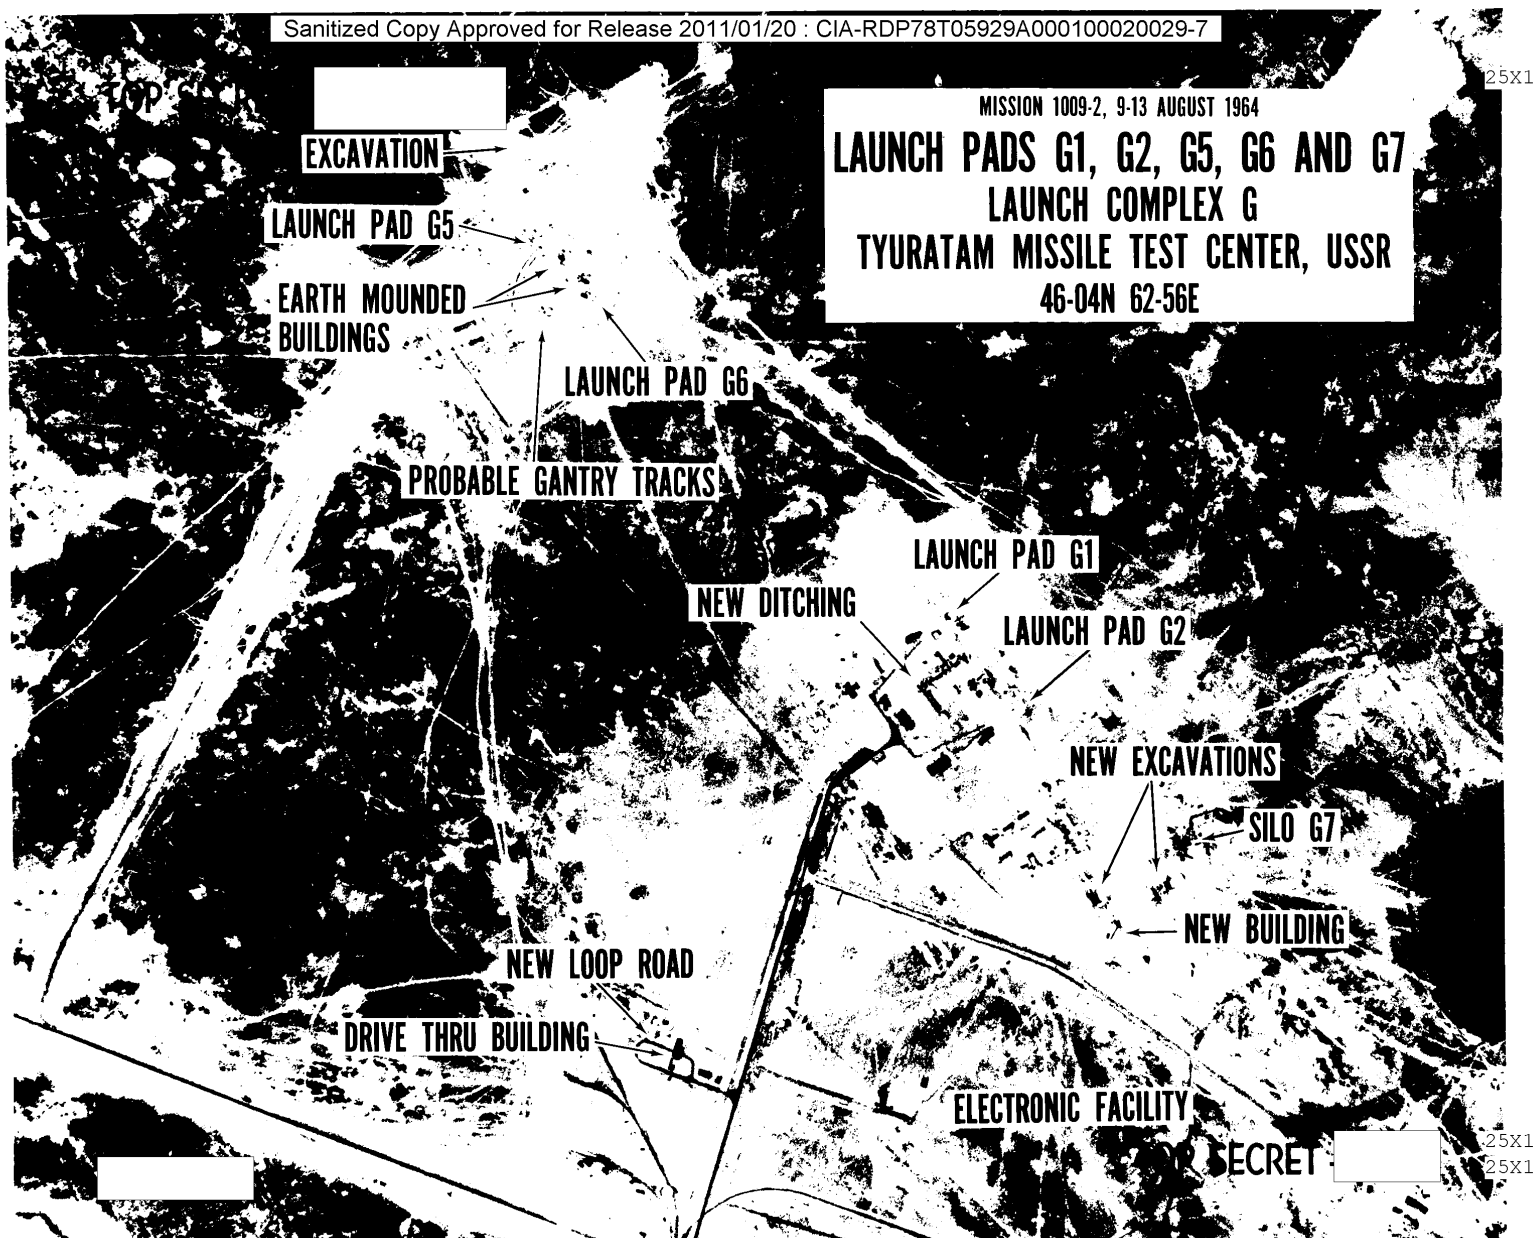 Sanitized Copy Approved for Release 2011/01/20 : CIA-RDP78T05929A000100020029-7
25X1
TOP SECR
MISSION 1009-2, 9-13 AUGUST 1964
LAUNCH PADS G1, G2, G5, G6 AND G7
LAUNCH COMPLEX G
TYURATAM MISSILE TEST CENTER, USSR
46-04N 62-56E
EXCAVATION
LAUNCH PAD G5
EARTH MOUNDED
BUILDINGS
LAUNCH PAD G6
PROBABLE GANTRY TRACKS
LAUNCH PAD G1
NEW DITCHING
LAUNCH PAD G2
NEW EXCAVATIONS
SILO G7
NEW BUILDING
NEW LOOP ROAD
DRIVE THRU BUILDING
ELECTRONIC FACILITY
TOP SECRET
25X1
25X1